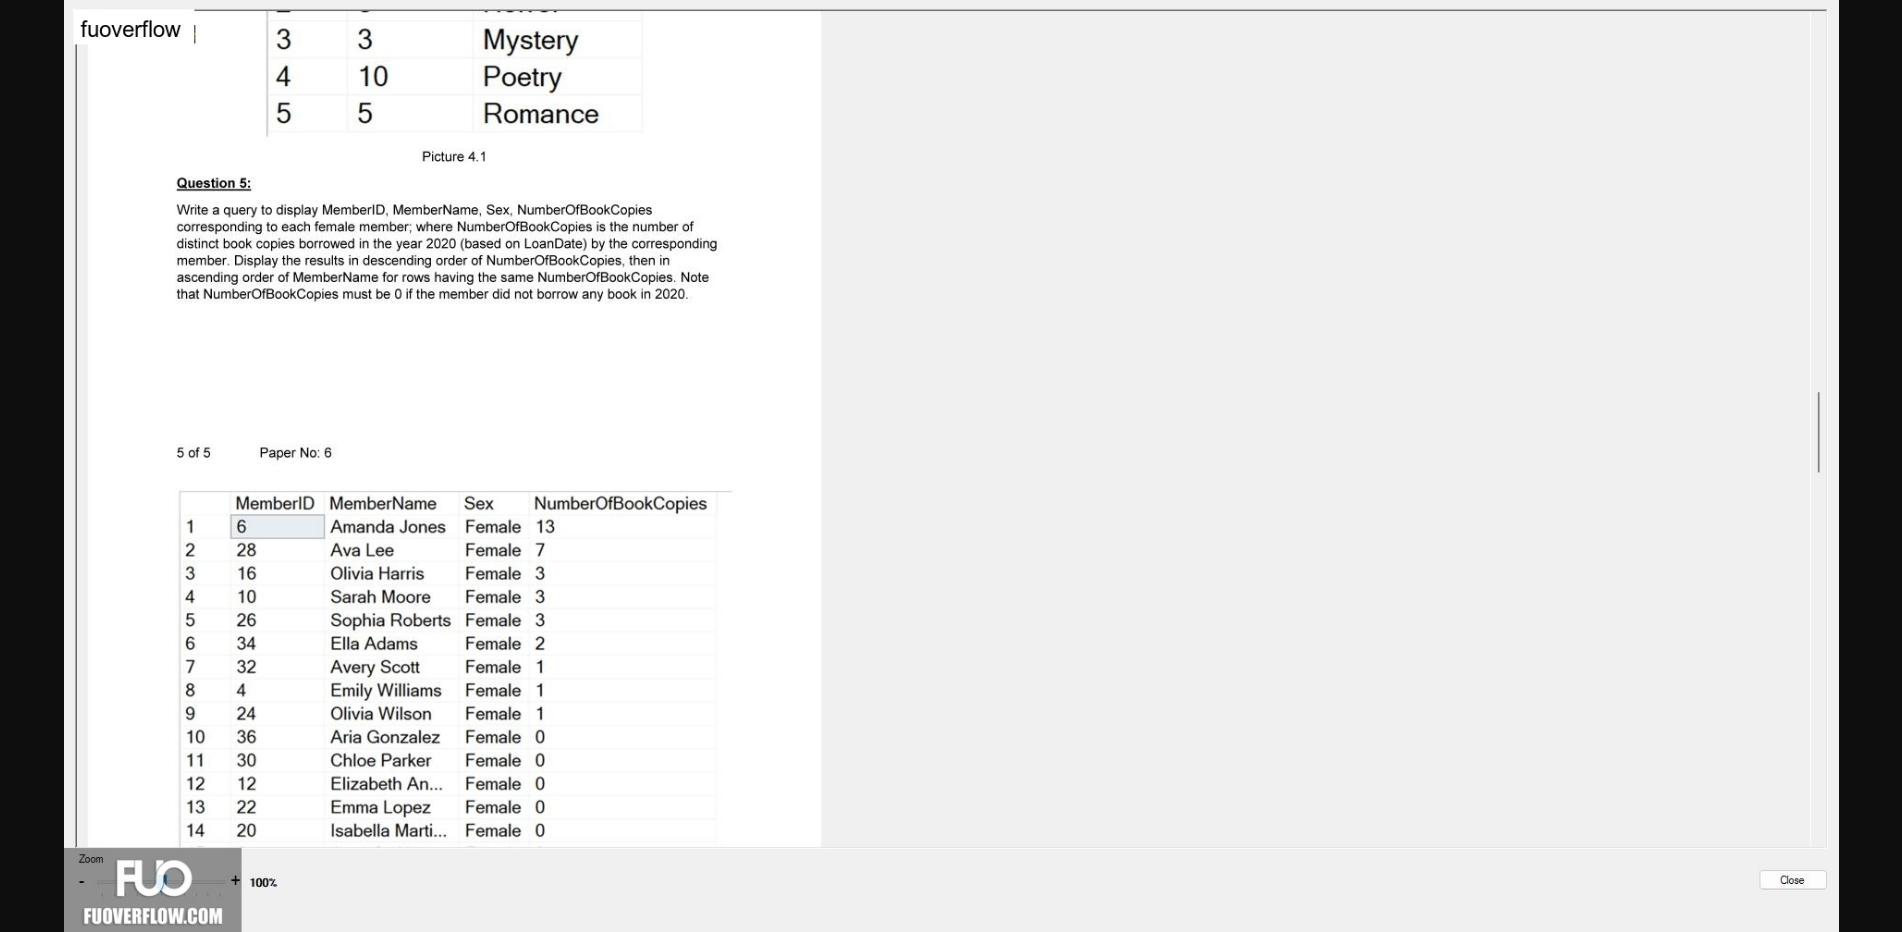 fuoverflow
3 3 Mystery
4 10 Poetry
5 5 Romance
Picture 4.1
Question 5:
Write a query to display MemberID, MemberName, Sex, NumberOfBookCopies
corresponding to each female member; where NumberOfBookCopies is the number of
distinct book copies borrowed in the year 2020 (based on LoanDate) by the corresponding
member. Display the results in descending order of NumberOfBookCopies, then in
ascending order of MemberName for rows having the same NumberOfBookCopies. Note
that NumberOfBookCopies must be 0 if the member did not borrow any book in 2020.
5 of 5 Paper No: 6
MemberID MemberName Sex NumberOfBookCopies
1 6 Amanda Jones Female 13
2 28 Ava Lee Female 7
3 16 Olivia Harris Female 3
4 10 Sarah Moore Female 3
5 26 Sophia Roberts Female 3
6 34 Ella Adams Female 2
7 32 Avery Scott Female 1
8 4 Emily Williams Female 1
9 24 Olivia Wilson Female 1
10 36 Aria Gonzalez Female 0
11 30 Chloe Parker Female 0
12 12 Elizabeth An... Female 0
13 22 Emma Lopez Female 0
14 20 Isabella Marti... Female 0
Zoom
- + 100%
Close
FUO
FUOVERFLOW.COM